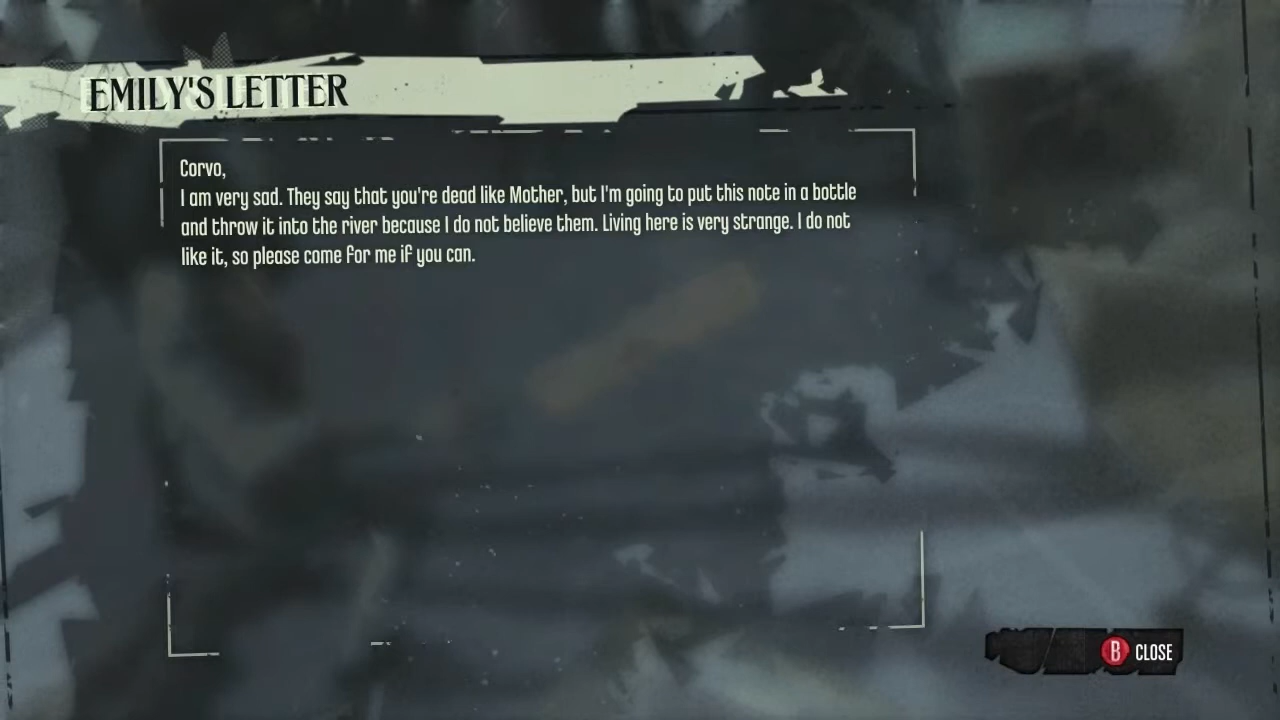 EMILY'S LETTER
Corvo,
I am very sad. They say that you're dead like Mother, but I'm going to put this note in a bottle
and throw it into the river because I do not believe them. Living here is very strange. I do not
like it, so please come for me if you can.
B CLOSE